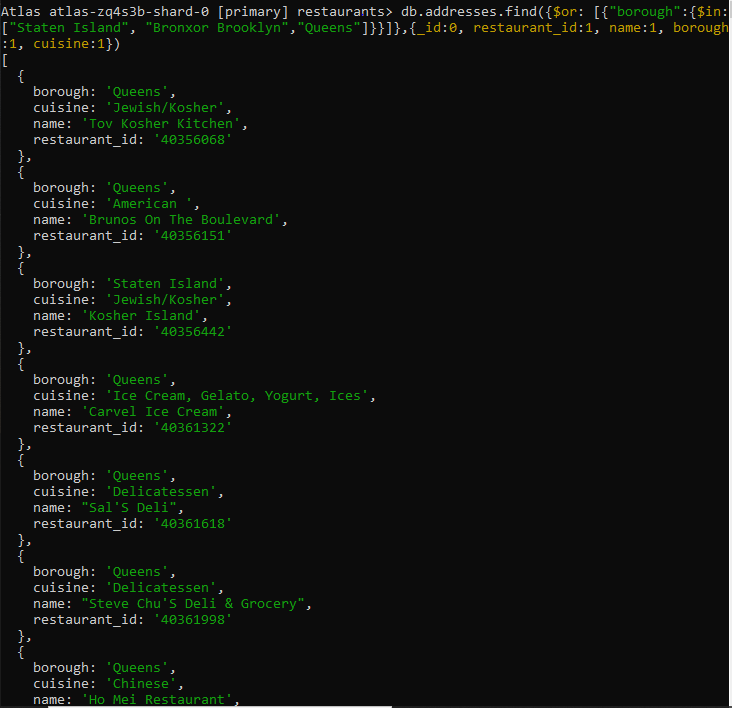 Atlas atlas-zq4s3b-shard-0 [primary] restaurants> db.addresses.find({$or: [{"borough":{$in:
["Staten Island", "Bronxor Brooklyn","Queens"]}}]},{_id:0, restaurant_id:1, name:1, borough
:1, cuisine:1})
[
  {
    borough: 'Queens',
    cuisine: 'Jewish/Kosher',
    name: 'Tov Kosher Kitchen',
    restaurant_id: '40356068'
  },
  {
    borough: 'Queens',
    cuisine: 'American ',
    name: 'Brunos On The Boulevard',
    restaurant_id: '40356151'
  },
  {
    borough: 'Staten Island',
    cuisine: 'Jewish/Kosher',
    name: 'Kosher Island',
    restaurant_id: '40356442'
  },
  {
    borough: 'Queens',
    cuisine: 'Ice Cream, Gelato, Yogurt, Ices',
    name: 'Carvel Ice Cream',
    restaurant_id: '40361322'
  },
  {
    borough: 'Queens',
    cuisine: 'Delicatessen',
    name: "Sal'S Deli",
    restaurant_id: '40361618'
  },
  {
    borough: 'Queens',
    cuisine: 'Delicatessen',
    name: "Steve Chu'S Deli & Grocery",
    restaurant_id: '40361998'
  },
  {
    borough: 'Queens',
    cuisine: 'Chinese',
    name: 'Ho Mei Restaurant',